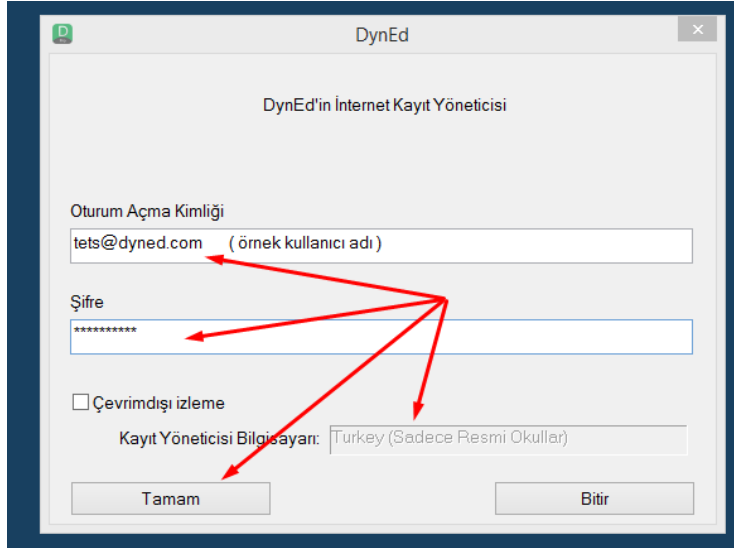 DynEd
DynEd'in İnternet Kayıt Yöneticisi
Oturum Açma Kimliği
tets@dyned.com ( örnek kullanıcı adı )
Şifre
**********
Çevrimdışı izleme
Kayıt Yöneticisi Bilgisayarı: Turkey (Sadece Resmi Okullar)
Tamam Bitir